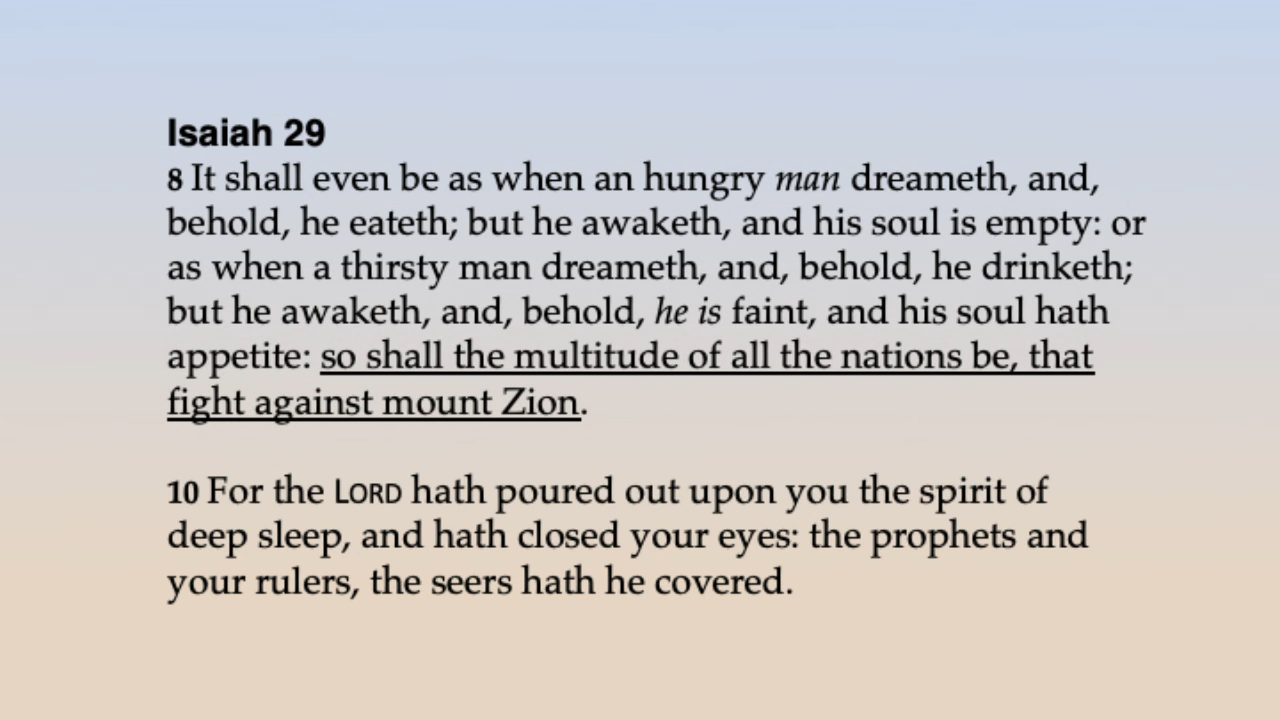 Isaiah 29
8 It shall even be as when an hungry man dreameth, and,
behold, he eateth; but he awaketh, and his soul is empty: or
as when a thirsty man dreameth, and, behold, he drinketh;
but he awaketh, and, behold, he is faint, and his soul hath
appetite: so shall the multitude of all the nations be, that
fight against mount Zion.
10 For the LORD hath poured out upon you the spirit of
deep sleep, and hath closed your eyes: the prophets and
your rulers, the seers hath he covered.